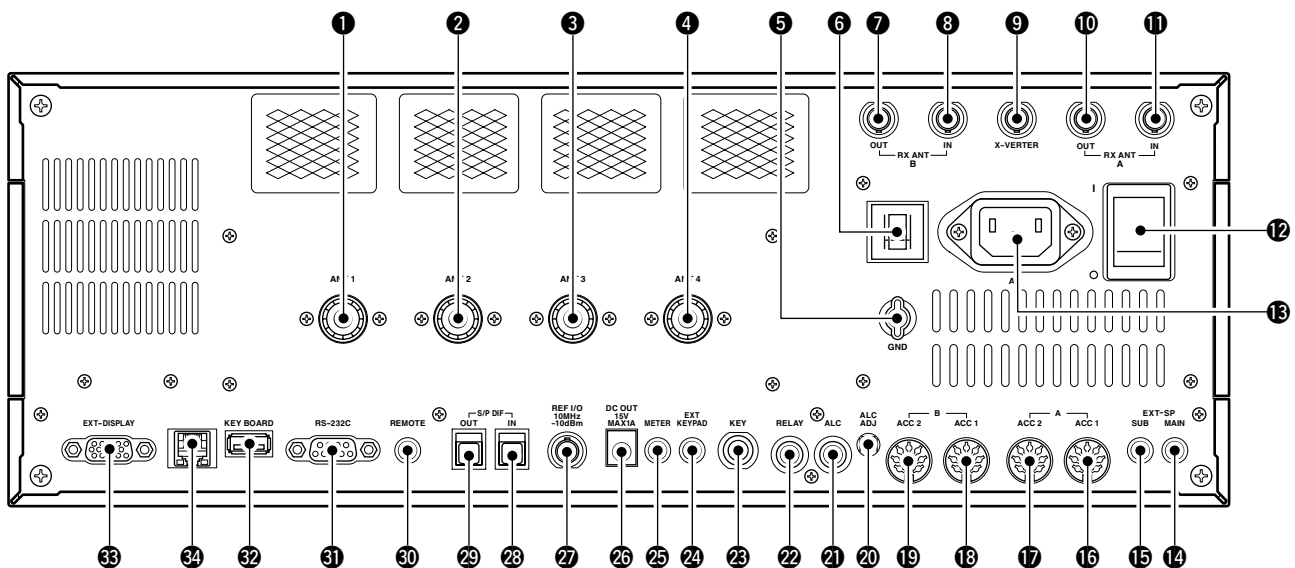 1 2 3 4 5 6 7 8 9 10 11
OUT IN X-VERTER OUT IN
RX ANT RX ANT
B A
I
12
ANT 1 ANT 2 ANT 3 ANT 4
13
GND
EXT-DISPLAY
KEY BOARD
RS-232C
REMOTE
S/P DIF
OUT IN
REF I/O
10MHz
-10dBm
DC OUT
15V
MAX1A
METER
EXT
KEYPAD
KEY
RELAY
ALC
ALC
ADJ
B
ACC 2 ACC 1
A
ACC 2 ACC 1
EXT-SP
SUB MAIN
33 34 32 31 30 29 28 27 26 25 24 23 22 21 20 19 18 17 16 15 14